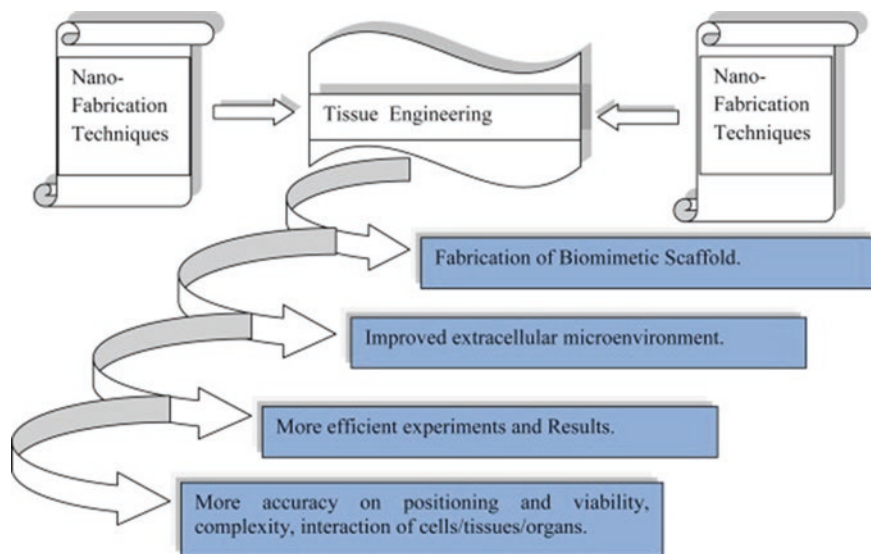 Nano-
Fabrication
Techniques
Tissue Engineering
Nano-
Fabrication
Techniques
Fabrication of Biomimetic Scaffold.
Improved extracellular microenvironment.
More efficient experiments and Results.
More accuracy on positioning and viability,
complexity, interaction of cells/tissues/organs.